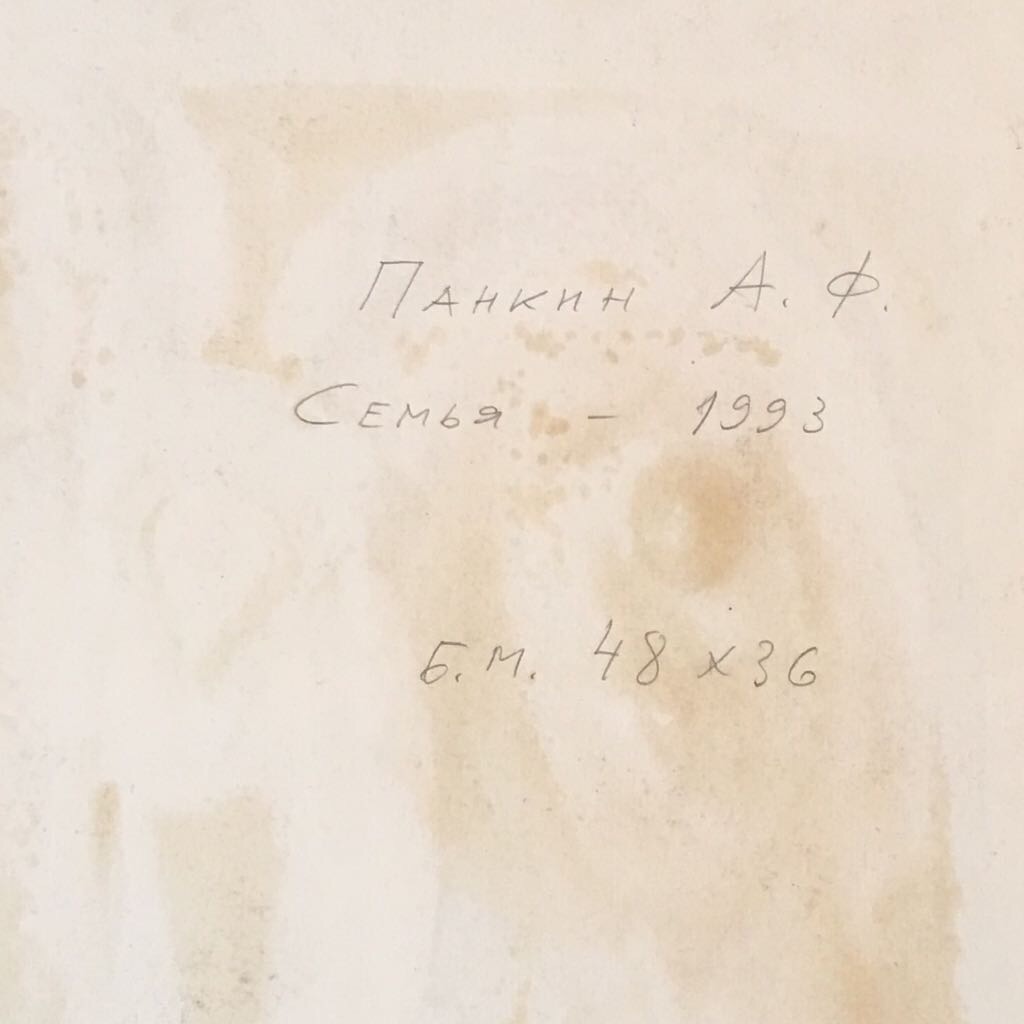 Панкин А. Ф.
Семья – 1993
Б.м. 48 x 36